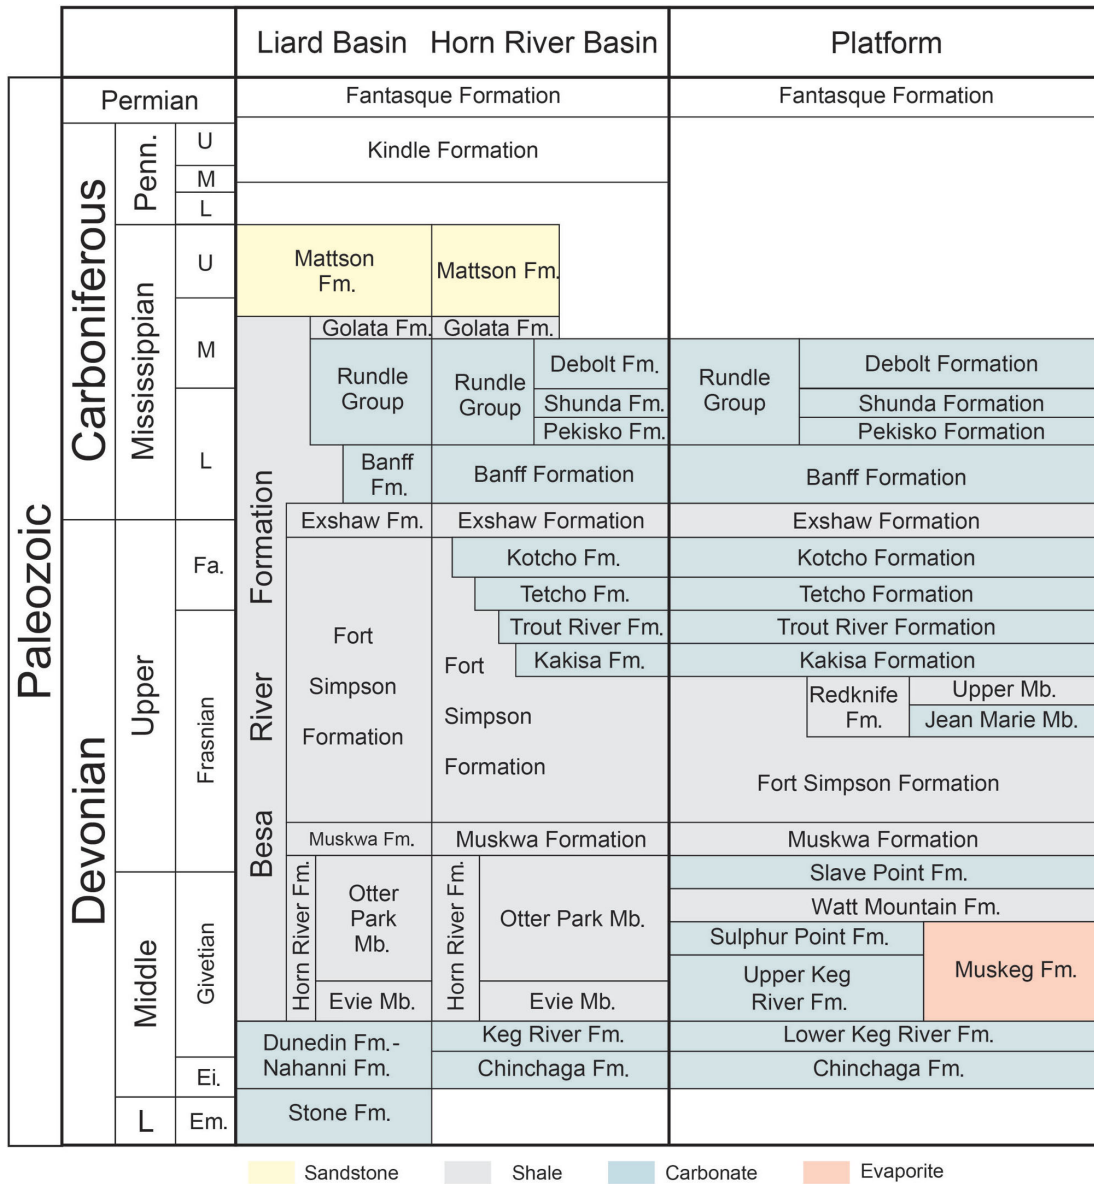 Liard Basin
Horn River Basin
Platform
Paleozoic
Permian
Fantasque Formation
Fantasque Formation
Carboniferous
Penn.
U
M
L
Kindle Formation
Mississippian
U
M
L
Mattson
Fm.
Mattson Fm.
Golata Fm.
Golata Fm.
Rundle
Group
Rundle
Group
Debolt Fm.
Shunda Fm.
Pekisko Fm.
Rundle
Group
Debolt Formation
Shunda Formation
Pekisko Formation
Banff
Fm.
Banff Formation
Banff Formation
Besa River Formation
Exshaw Fm.
Exshaw Formation
Exshaw Formation
Devonian
Upper
Fa.
Frasnian
Kotcho Fm.
Kotcho Formation
Tetcho Fm.
Tetcho Formation
Trout River Fm.
Trout River Formation
Kakisa Fm.
Kakisa Formation
Fort
Simpson
Formation
Fort
Simpson
Formation
Redknife
Fm.
Upper Mb.
Jean Marie Mb.
Fort Simpson Formation
Muskwa Fm.
Muskwa Formation
Muskwa Formation
Middle
Givetian
Ei.
Horn River Fm.
Otter
Park
Mb.
Evie Mb.
Horn River Fm.
Otter Park Mb.
Evie Mb.
Slave Point Fm.
Watt Mountain Fm.
Sulphur Point Fm.
Upper Keg
River Fm.
Muskeg Fm.
Dunedin Fm.-
Nahanni Fm.
Keg River Fm.
Lower Keg River Fm.
Chinchaga Fm.
Chinchaga Fm.
L
Em.
Stone Fm.
Sandstone
Shale
Carbonate
Evaporite